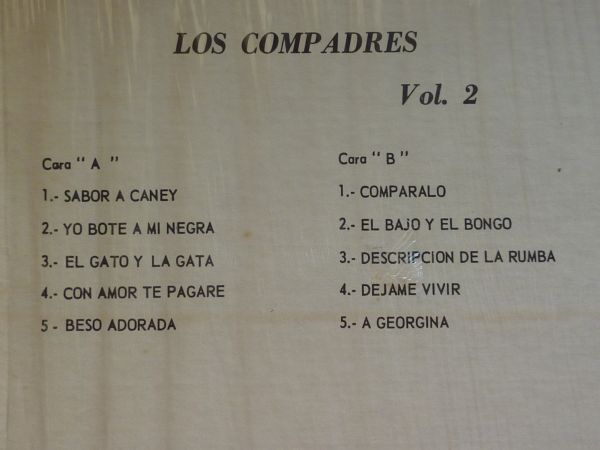 LOS COMPADRES
Vol. 2
Cara " A "
1.- SABOR A CANEY
2.- YO BOTE A MI NEGRA
3.- EL GATO Y LA GATA
4.- CON AMOR TE PAGARE
5 - BESO ADORADA
Cara " B "
1.- COMPARALO
2.- EL BAJO Y EL BONGO
3.- DESCRIPCION DE LA RUMBA
4.- DEJAME VIVIR
5.- A GEORGINA